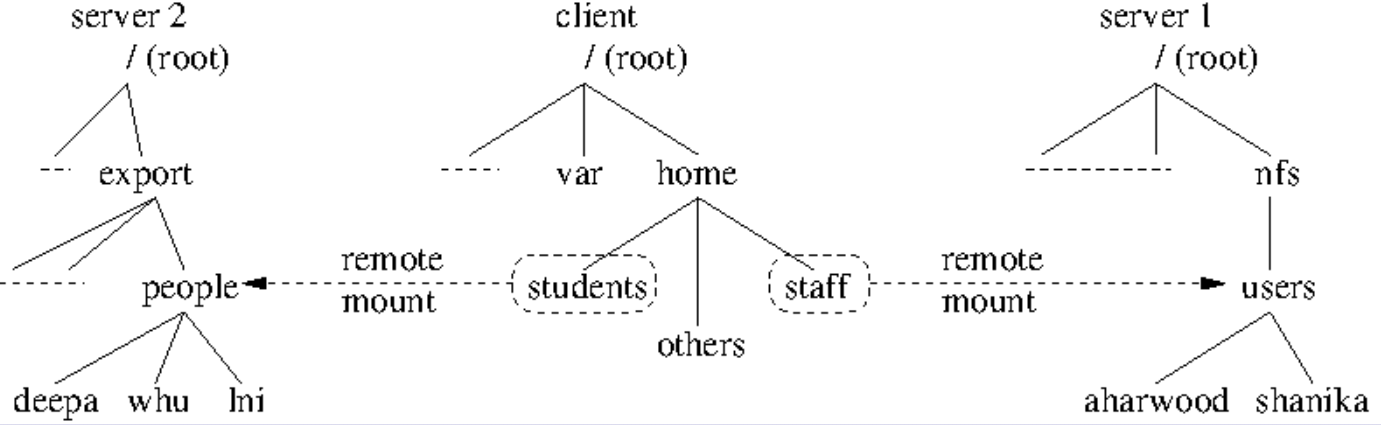 server 2 client server 1
/ (root) / (root) / (root)
export var home nfs
remote remote
people students staff users
mount mount
others
deepa whu lni aharwood shanika